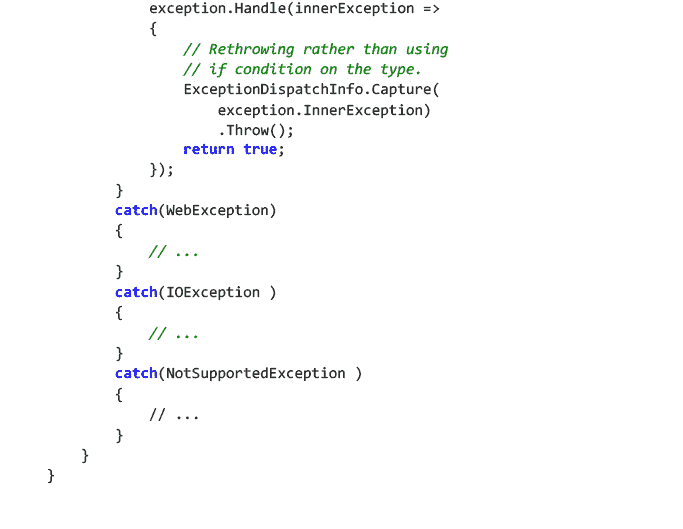 exception.Handle(innerException =>
{
// Rethrowing rather than using
// if condition on the type.
ExceptionDispatchInfo.Capture(
exception.InnerException)
.Throw();
return true;
});
}
catch(WebException)
{
// ...
}
catch(IOException )
{
// ...
}
catch(NotSupportedException )
{
// ...
}
}
}